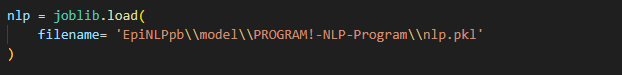 nlp = joblib.load(
    filename= 'EpiNLPpb\\model\\PROGRAM!-NLP-Program\\nlp.pkl'
)